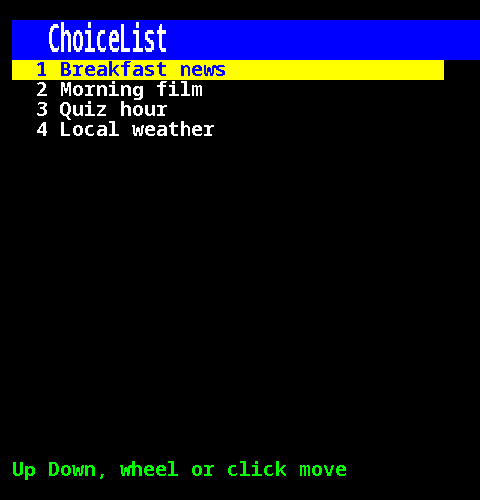 ChoiceList
1 Breakfast news
2 Morning film
3 Quiz hour
4 Local weather
Up Down, wheel or click move